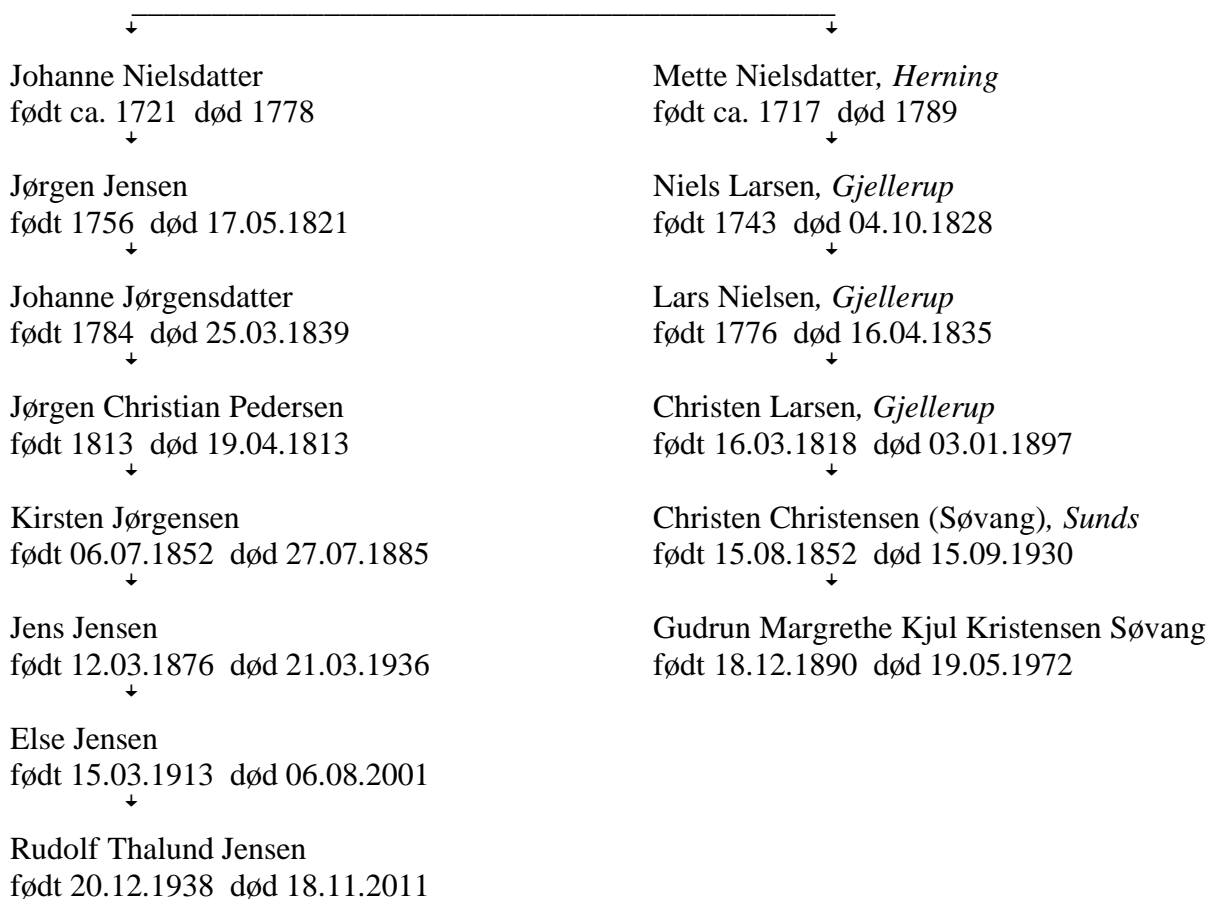 Johanne Nielsdatter
født ca. 1721  død 1778
Jørgen Jensen
født 1756  død 17.05.1821
Johanne Jørgensdatter
født 1784  død 25.03.1839
Jørgen Christian Pedersen
født 1813  død 19.04.1813
Kirsten Jørgensen
født 06.07.1852  død 27.07.1885
Jens Jensen
født 12.03.1876  død 21.03.1936
Else Jensen
født 15.03.1913  død 06.08.2001
Rudolf Thalund Jensen
født 20.12.1938  død 18.11.2011
Mette Nielsdatter, Herning
født ca. 1717  død 1789
Niels Larsen, Gjellerup
født 1743  død 04.10.1828
Lars Nielsen, Gjellerup
født 1776  død 16.04.1835
Christen Larsen, Gjellerup
født 16.03.1818  død 03.01.1897
Christen Christensen (Søvang), Sunds
født 15.08.1852  død 15.09.1930
Gudrun Margrethe Kjul Kristensen Søvang
født 18.12.1890  død 19.05.1972